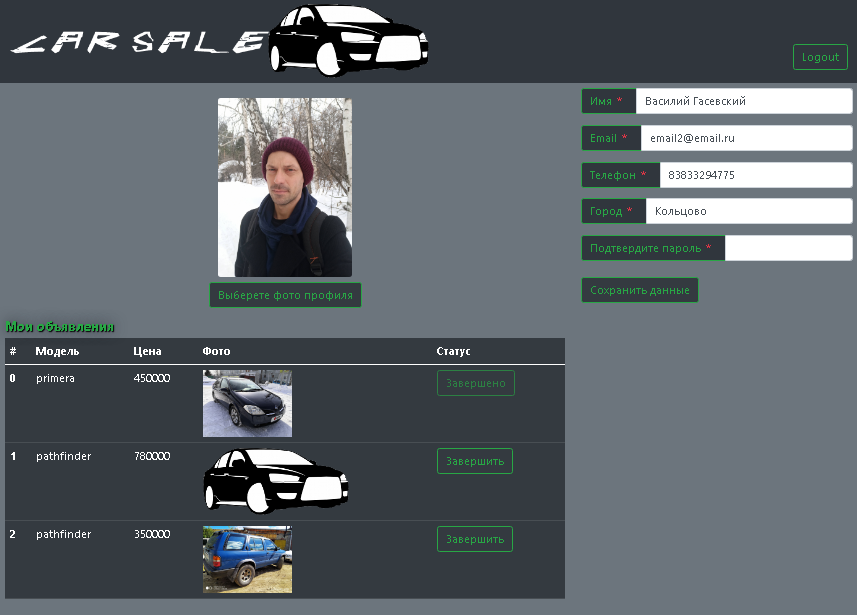 CAR SALE
Logout
Имя *
Василий Гасевский
Email *
email2@email.ru
Телефон *
83833294775
Город *
Кольцово
Подтвердите пароль *
Сохранить данные
Выберете фото профиля
Мои объявления
# Модель Цена Фото Статус
0 primera 450000 Завершено
1 pathfinder 780000 Завершить
2 pathfinder 350000 Завершить